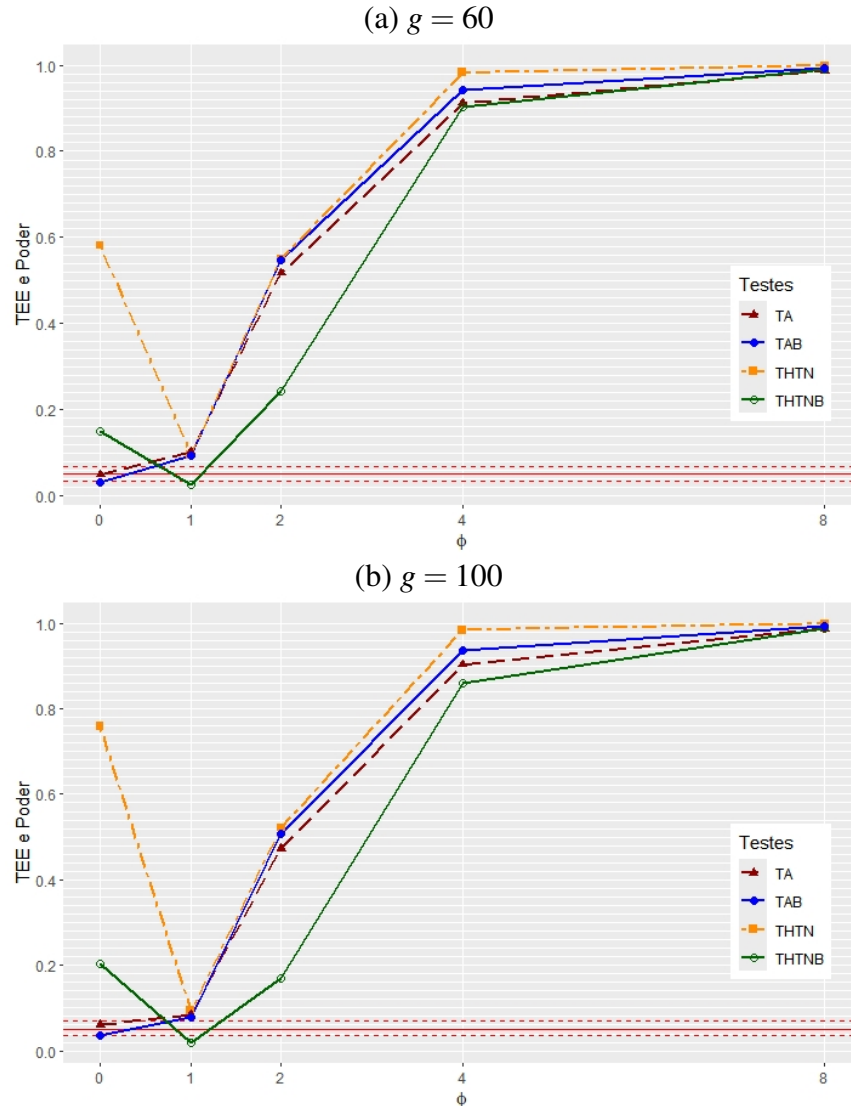 (a) g = 60
1.0
0.8
0.6
0.4
0.2
0.0
TEE e Poder
Testes
TA
TAB
THTN
THTNB
0 1 2 4 8
ϕ
(b) g = 100
1.0
0.8
0.6
0.4
0.2
0.0
TEE e Poder
Testes
TA
TAB
THTN
THTNB
0 1 2 4 8
ϕ